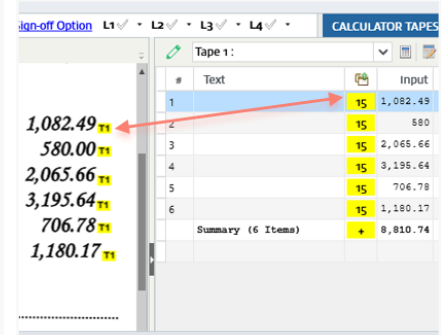 ign-off Option L1 L2 L3 L4 CALCULATOR TAPES
Tape 1:
# Text Input
1 15 1,082.49
2 15 580
3 15 2,065.66
4 15 3,195.64
5 15 706.78
6 15 1,180.17
Summary (6 Items) + 8,810.74
1,082.49 T1
580.00 T1
2,065.66 T1
3,195.64 T1
706.78 T1
1,180.17 T1